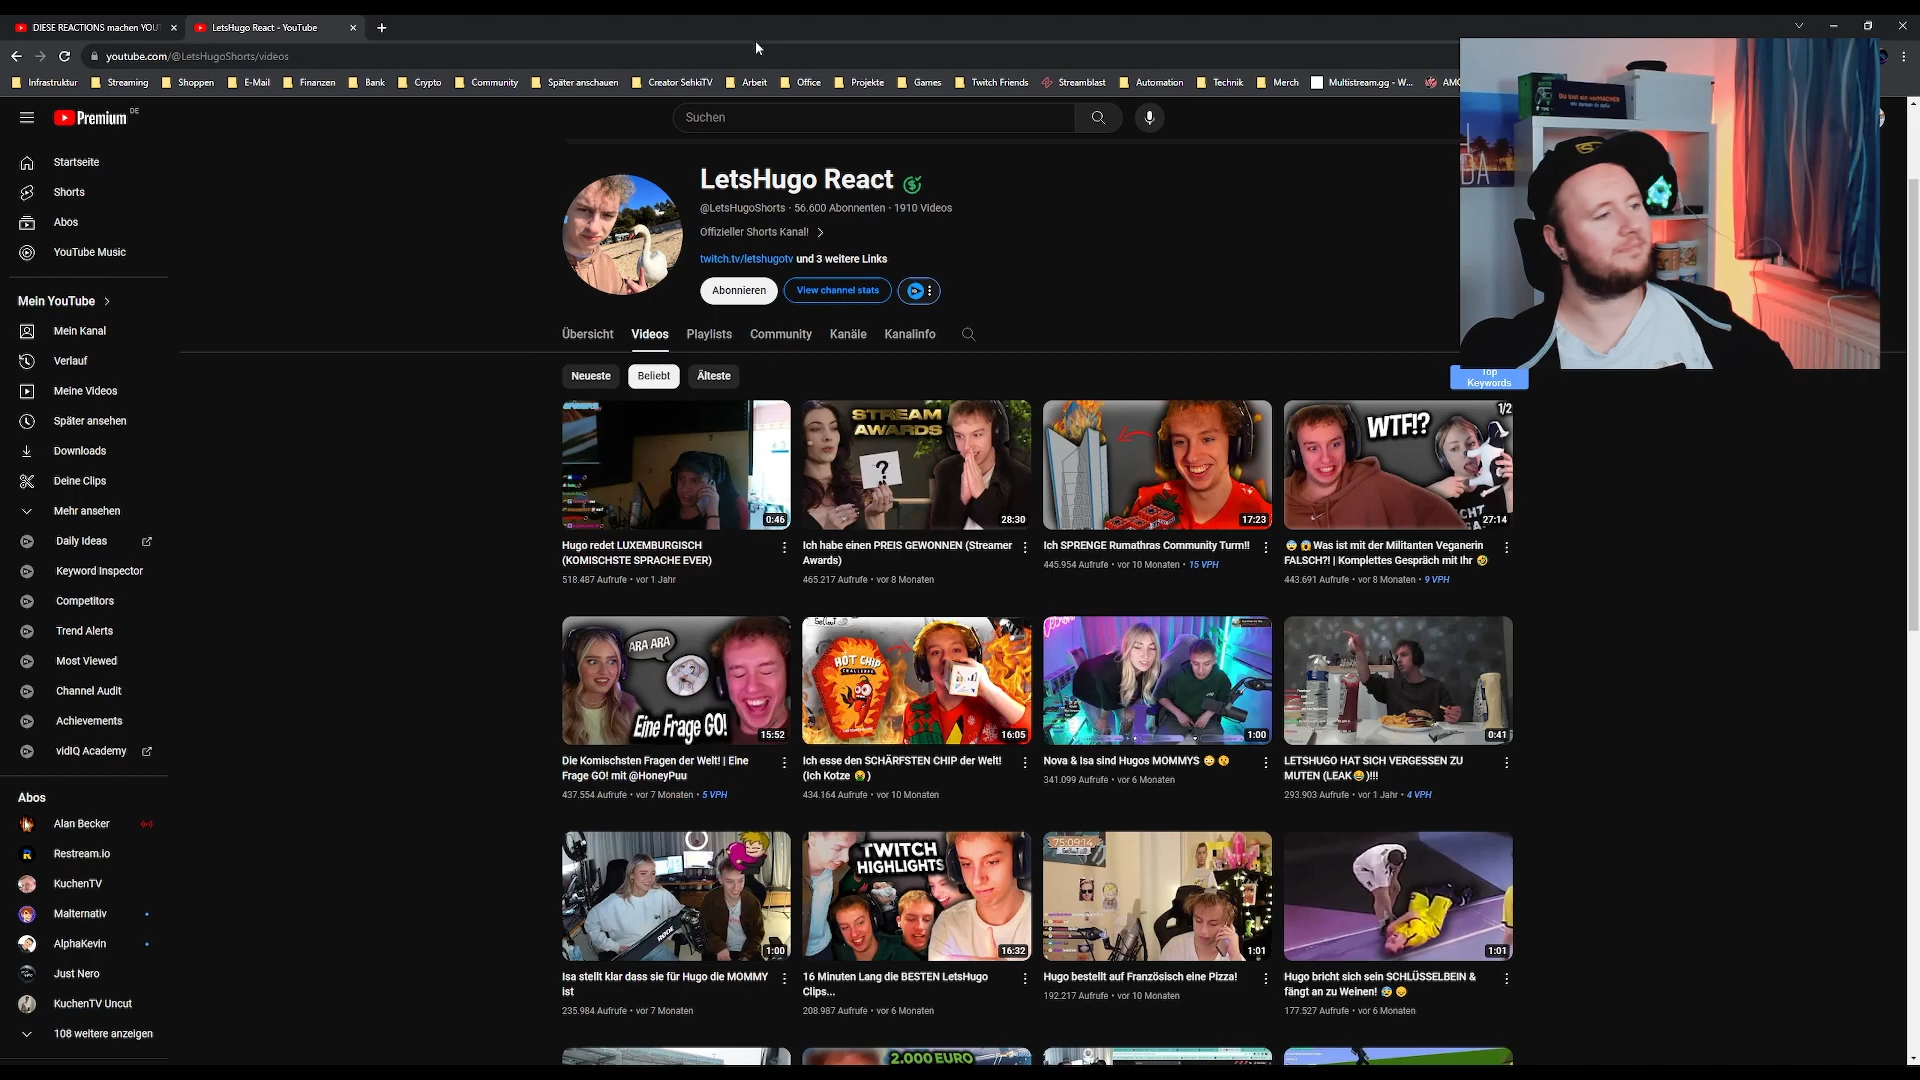 DIESE REACTIONS machen YOUT
LetsHugo React - YouTube
youtube.com/@LetsHugoShorts/videos
Infrastruktur
Streaming
Shoppen
E-Mail
Finanzen
Bank
Crypto
Community
Später anschauen
Creator SehkiTV
Arbeit
Office
Projekte
Games
Twitch Friends
Streamblast
Automation
Technik
Merch
Multistream.gg - W...
Premium DE
Suchen
Startseite
Shorts
Abos
YouTube Music
Mein YouTube
Mein Kanal
Verlauf
Meine Videos
Später ansehen
Downloads
Deine Clips
Mehr ansehen
Daily Ideas
Keyword Inspector
Competitors
Trend Alerts
Most Viewed
Channel Audit
Achievements
vidIQ Academy
Abos
Alan Becker
Restream.io
KuchenTV
Malternativ
AlphaKevin
Just Nero
KuchenTV Uncut
108 weitere anzeigen
LetsHugo React
@LetsHugoShorts · 56.600 Abonnenten · 1910 Videos
Offizieller Shorts Kanal!
twitch.tv/letshugotv und 3 weitere Links
Abonnieren
View channel stats
Übersicht
Videos
Playlists
Community
Kanäle
Kanalinfo
Neueste
Beliebt
Älteste
Top
Keywords
DU bist ein verMACHER
STREAM
AWARDS
?
WTF!?
1/2
0:46
28:30
17:23
27:14
Hugo redet LUXEMBURGISCH
(KOMISCHSTE SPRACHE EVER)
518.487 Aufrufe · vor 1 Jahr
Ich habe einen PREIS GEWONNEN (Streamer
Awards)
465.217 Aufrufe · vor 8 Monaten
Ich SPRENGE Rumathras Community Turm!!
445.954 Aufrufe · vor 10 Monaten · 15 VPH
😰 😱Was ist mit der Militanten Veganerin
FALSCH?! | Komplettes Gespräch mit Ihr 🤣
443.691 Aufrufe · vor 8 Monaten · 9 VPH
ARA ARA
Eine Frage GO!
15:52
HOT CHIP
CHALLENGE
16:05
1:00
0:41
Die Komischsten Fragen der Welt! | Eine
Frage GO! mit @HoneyPuu
437.554 Aufrufe · vor 7 Monaten · 5 VPH
Ich esse den SCHÄRFSTEN CHIP der Welt!
(Ich Kotze 🤮)
434.164 Aufrufe · vor 10 Monaten
Nova & Isa sind Hugos MOMMYS 😳 😘
341.099 Aufrufe · vor 6 Monaten
LETSHUGO HAT SICH VERGESSEN ZU
MUTEN (LEAK😂)!!!
293.903 Aufrufe · vor 1 Jahr · 4 VPH
RØDE
1:00
TWITCH
HIGHLIGHTS
16:32
75:09:14
1:01
1:01
Isa stellt klar dass sie für Hugo die MOMMY
ist
235.984 Aufrufe · vor 7 Monaten
16 Minuten Lang die BESTEN LetsHugo
Clips...
208.987 Aufrufe · vor 6 Monaten
Hugo bestellt auf Französisch eine Pizza!
192.217 Aufrufe · vor 10 Monaten
Hugo bricht sich sein SCHLÜSSELBEIN &
fängt an zu Weinen! 😰 😞
177.527 Aufrufe · vor 6 Monaten
2.000 EURO